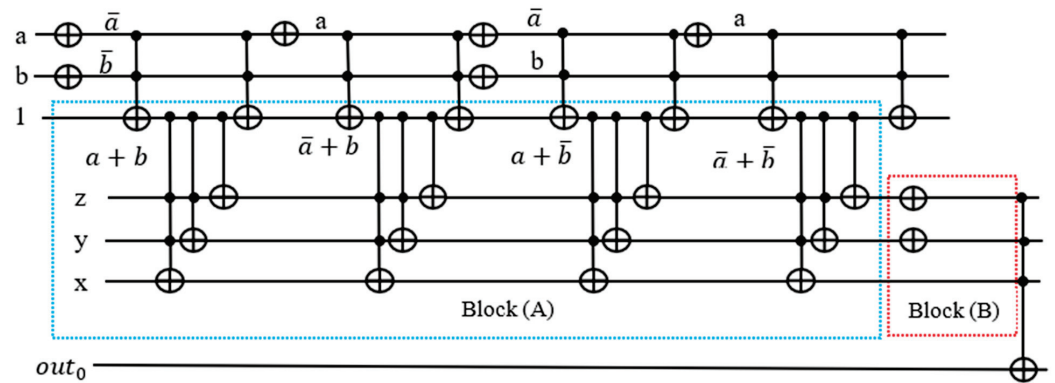 a ā a ā a
b b̄ b
1
a + b ā + b a + b̄ ā + b̄
z
y
x
Block (A) Block (B)
out₀